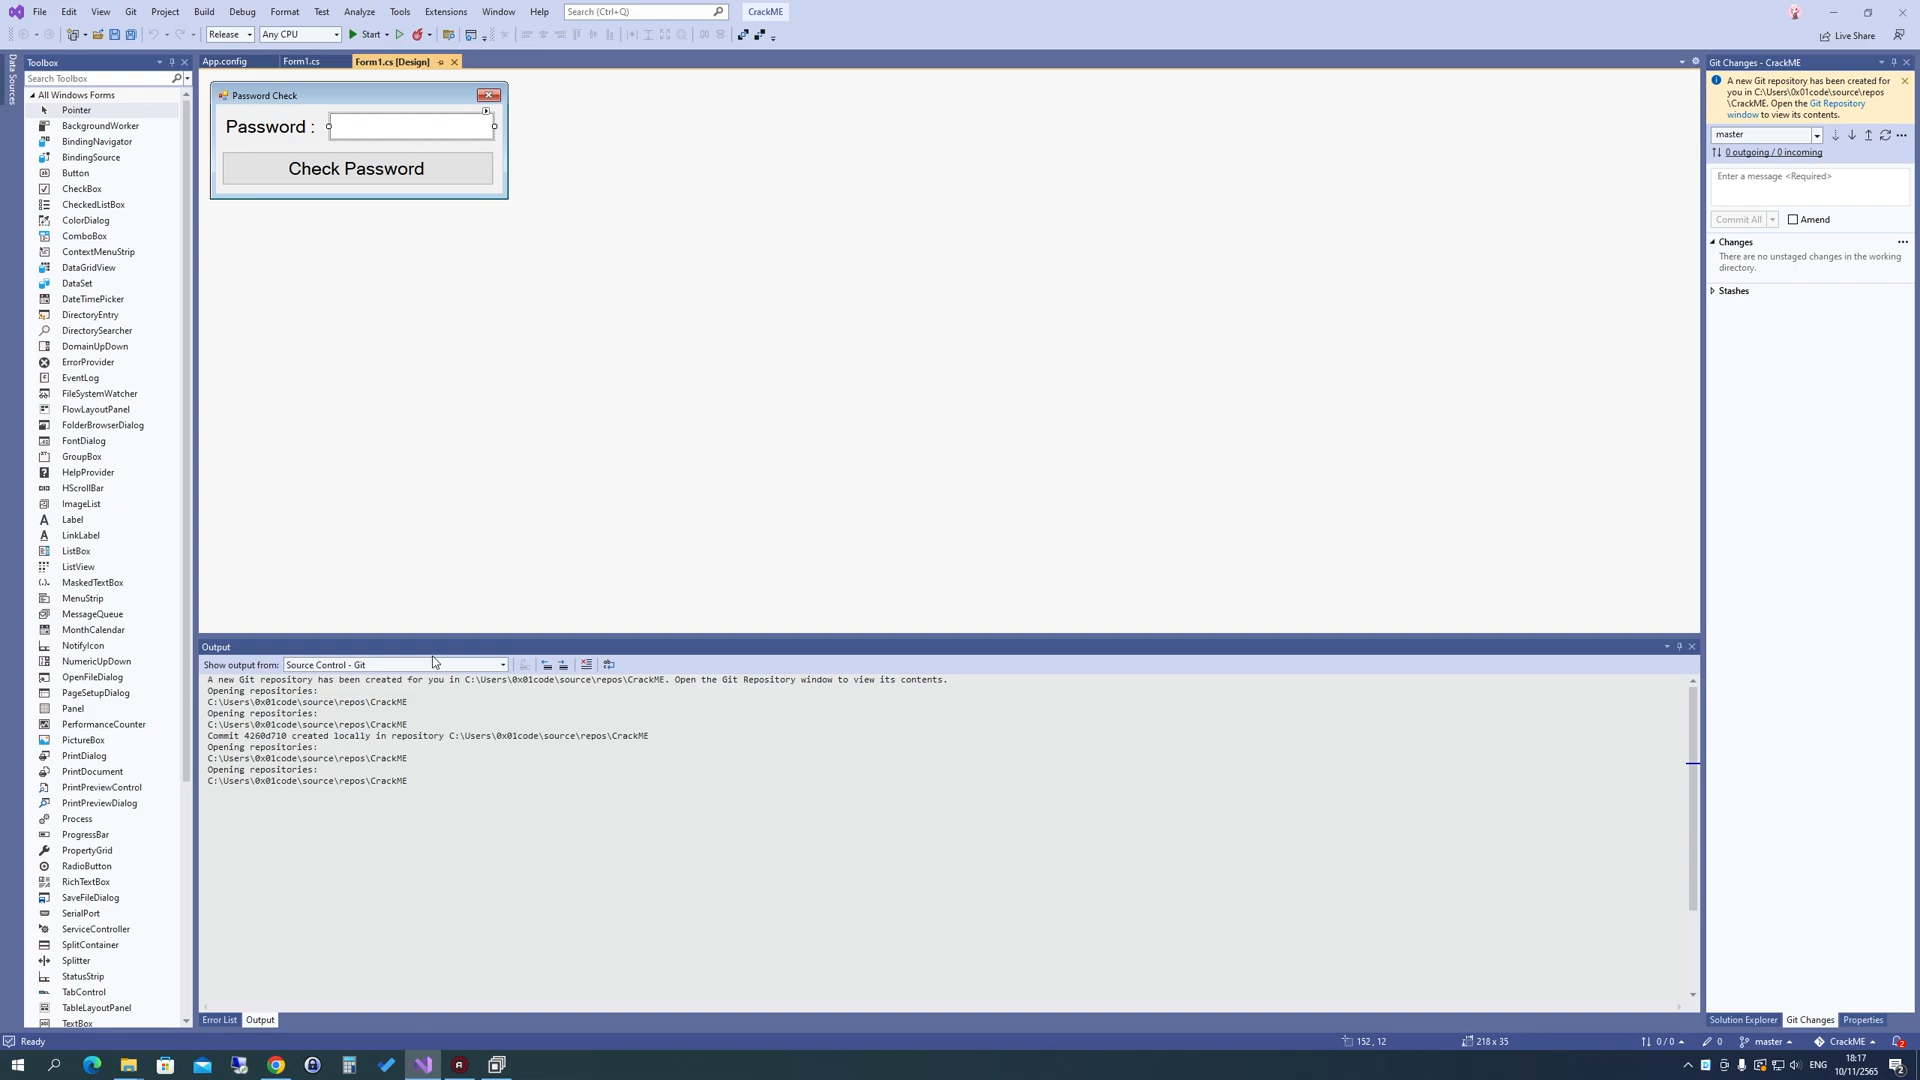 File Edit View Git Project Build Debug Format Test Analyze Tools Extensions Window Help Search (Ctrl+Q) CrackME
Release Any CPU Start Live Share
Data Sources
Toolbox
Search Toolbox
All Windows Forms
Pointer
BackgroundWorker
BindingNavigator
BindingSource
Button
CheckBox
CheckedListBox
ColorDialog
ComboBox
ContextMenuStrip
DataGridView
DataSet
DateTimePicker
DirectoryEntry
DirectorySearcher
DomainUpDown
ErrorProvider
EventLog
FileSystemWatcher
FlowLayoutPanel
FolderBrowserDialog
FontDialog
GroupBox
HelpProvider
HScrollBar
ImageList
Label
LinkLabel
ListBox
ListView
MaskedTextBox
MenuStrip
MessageQueue
MonthCalendar
NotifyIcon
NumericUpDown
OpenFileDialog
PageSetupDialog
Panel
PerformanceCounter
PictureBox
PrintDialog
PrintDocument
PrintPreviewControl
PrintPreviewDialog
Process
ProgressBar
PropertyGrid
RadioButton
RichTextBox
SaveFileDialog
SerialPort
ServiceController
SplitContainer
Splitter
StatusStrip
TabControl
TableLayoutPanel
TextBox
App.config Form1.cs Form1.cs [Design]
Password Check
Password :
Check Password
Output
Show output from: Source Control - Git
A new Git repository has been created for you in C:\Users\0x01code\source\repos\CrackME. Open the Git Repository window to view its contents.
Opening repositories:
C:\Users\0x01code\source\repos\CrackME
Opening repositories:
C:\Users\0x01code\source\repos\CrackME
Commit 4260d710 created locally in repository C:\Users\0x01code\source\repos\CrackME
Opening repositories:
C:\Users\0x01code\source\repos\CrackME
Opening repositories:
C:\Users\0x01code\source\repos\CrackME
Error List Output
Git Changes - CrackME
A new Git repository has been created for
you in C:\Users\0x01code\source\repos
\CrackME. Open the Git Repository
window to view its contents.
master
0 outgoing / 0 incoming
Enter a message <Required>
Commit All Amend
Changes
There are no unstaged changes in the working
directory.
Stashes
Solution Explorer Git Changes Properties
Ready 152 , 12 218 x 35 0 / 0 0 master CrackME 2
ENG 18:17
10/11/2565 2